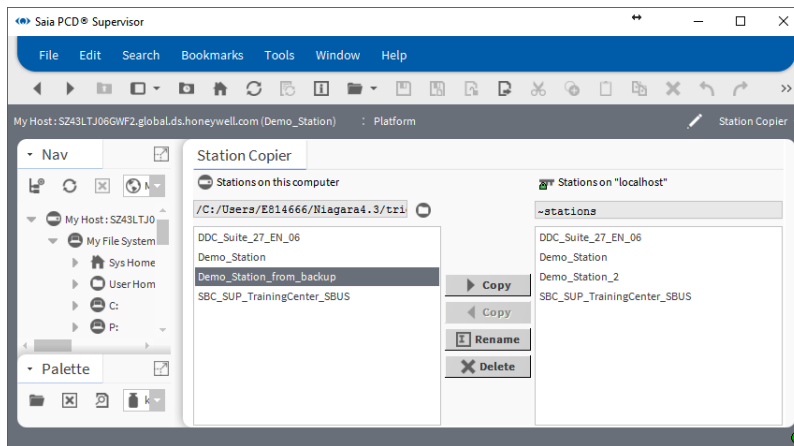 Saia PCD® Supervisor
File Edit Search Bookmarks Tools Window Help
My Host : SZ43LTJ06GWF2.global.ds.honeywell.com (Demo_Station) : Platform Station Copier
Nav
My Host : SZ43LTJ0
My File System
Sys Home
User Hom
C:
P:
Palette
Station Copier
Stations on this computer
/C:/Users/E814666/Niagara4.3/tri
DDC_Suite_27_EN_06
Demo_Station
Demo_Station_from_backup
SBC_SUP_TrainingCenter_SBUS
Copy
Copy
Rename
Delete
Stations on "localhost"
~stations
DDC_Suite_27_EN_06
Demo_Station
Demo_Station_2
SBC_SUP_TrainingCenter_SBUS